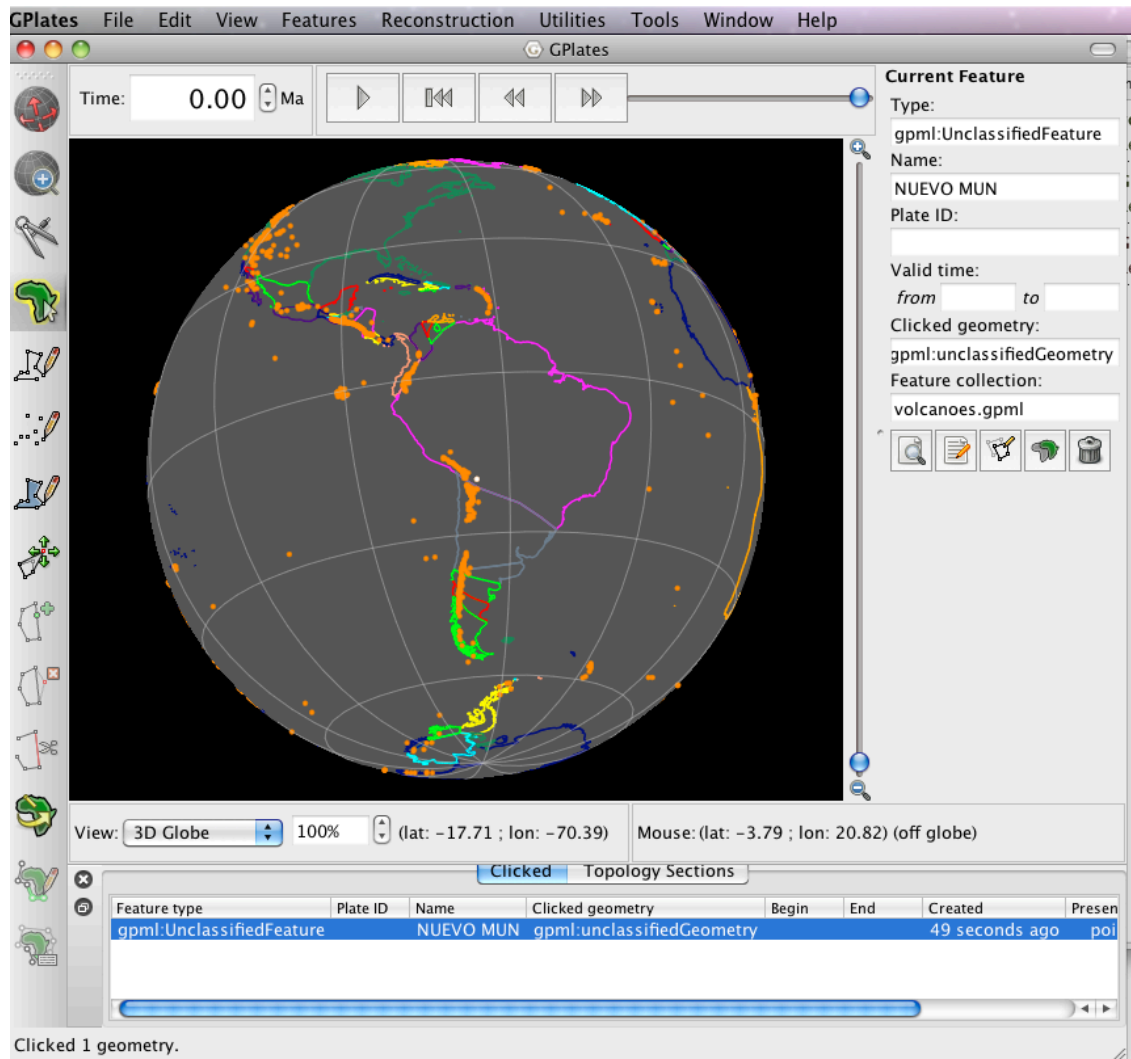 GPlates File Edit View Features Reconstruction Utilities Tools Window Help
GPlates
Time: 0.00 Ma
Current Feature
Type:
gpml:UnclassifiedFeature
Name:
NUEVO MUN
Plate ID:
Valid time:
from to
Clicked geometry:
gpml:unclassifiedGeometry
Feature collection:
volcanoes.gpml
View: 3D Globe 100% (lat: -17.71 ; lon: -70.39) Mouse: (lat: -3.79 ; lon: 20.82) (off globe)
Clicked Topology Sections
Feature type Plate ID Name Clicked geometry Begin End Created Presen
gpml:UnclassifiedFeature NUEVO MUN gpml:unclassifiedGeometry 49 seconds ago poi
Clicked 1 geometry.